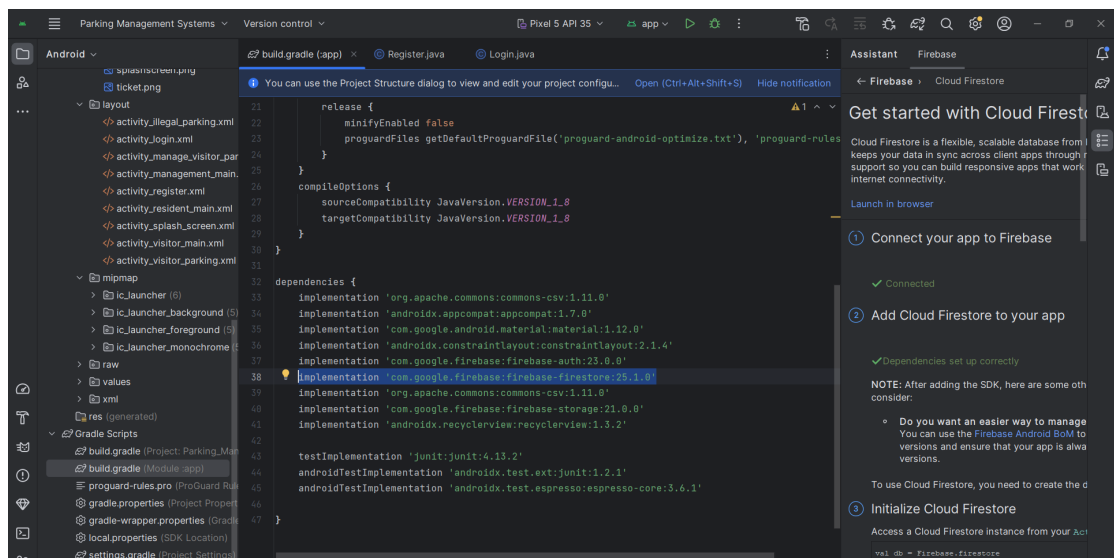 Parking Management Systems
Version control
Pixel 5 API 35
app
Android
build.gradle (:app)
Register.java
Login.java
Assistant
Firebase
splashscreen.png
ticket.png
layout
activity_illegal_parking.xml
activity_login.xml
activity_manage_visitor_par
activity_management_main.
activity_register.xml
activity_resident_main.xml
activity_splash_screen.xml
activity_visitor_main.xml
activity_visitor_parking.xml
mipmap
ic_launcher (6)
ic_launcher_background (5)
ic_launcher_foreground (5)
ic_launcher_monochrome (5
raw
values
xml
res (generated)
Gradle Scripts
build.gradle (Project: Parking_Man
build.gradle (Module :app)
proguard-rules.pro (ProGuard Rul
gradle.properties (Project Propert
gradle-wrapper.properties (Gradle
local.properties (SDK Location)
settings.gradle (Project Settings)
You can use the Project Structure dialog to view and edit your project configu... Open (Ctrl+Alt+Shift+S) Hide notification
1
21 release {
22 minifyEnabled false
23 proguardFiles getDefaultProguardFile('proguard-android-optimize.txt'), 'proguard-rules
24 }
25 }
26 compileOptions {
27 sourceCompatibility JavaVersion.VERSION_1_8
28 targetCompatibility JavaVersion.VERSION_1_8
29 }
30 }
31
32 dependencies {
33 implementation 'org.apache.commons:commons-csv:1.11.0'
34 implementation 'androidx.appcompat:appcompat:1.7.0'
35 implementation 'com.google.android.material:material:1.12.0'
36 implementation 'androidx.constraintlayout:constraintlayout:2.1.4'
37 implementation 'com.google.firebase:firebase-auth:23.0.0'
38 implementation 'com.google.firebase:firebase-firestore:25.1.0'
39 implementation 'org.apache.commons:commons-csv:1.11.0'
40 implementation 'com.google.firebase:firebase-storage:21.0.0'
41 implementation 'androidx.recyclerview:recyclerview:1.3.2'
42
43 testImplementation 'junit:junit:4.13.2'
44 androidTestImplementation 'androidx.test.ext:junit:1.2.1'
45 androidTestImplementation 'androidx.test.espresso:espresso-core:3.6.1'
46
47 }
← Firebase › Cloud Firestore
Get started with Cloud Firesto
Cloud Firestore is a flexible, scalable database from
keeps your data in sync across client apps through r
support so you can build responsive apps that work
internet connectivity.
Launch in browser
1 Connect your app to Firebase
Connected
2 Add Cloud Firestore to your app
Dependencies set up correctly
NOTE: After adding the SDK, here are some oth
consider:
Do you want an easier way to manage
You can use the Firebase Android BoM to
versions and ensure that your app is alwa
versions.
To use Cloud Firestore, you need to create the d
3 Initialize Cloud Firestore
Access a Cloud Firestore instance from your Act
val db = Firebase.firestore